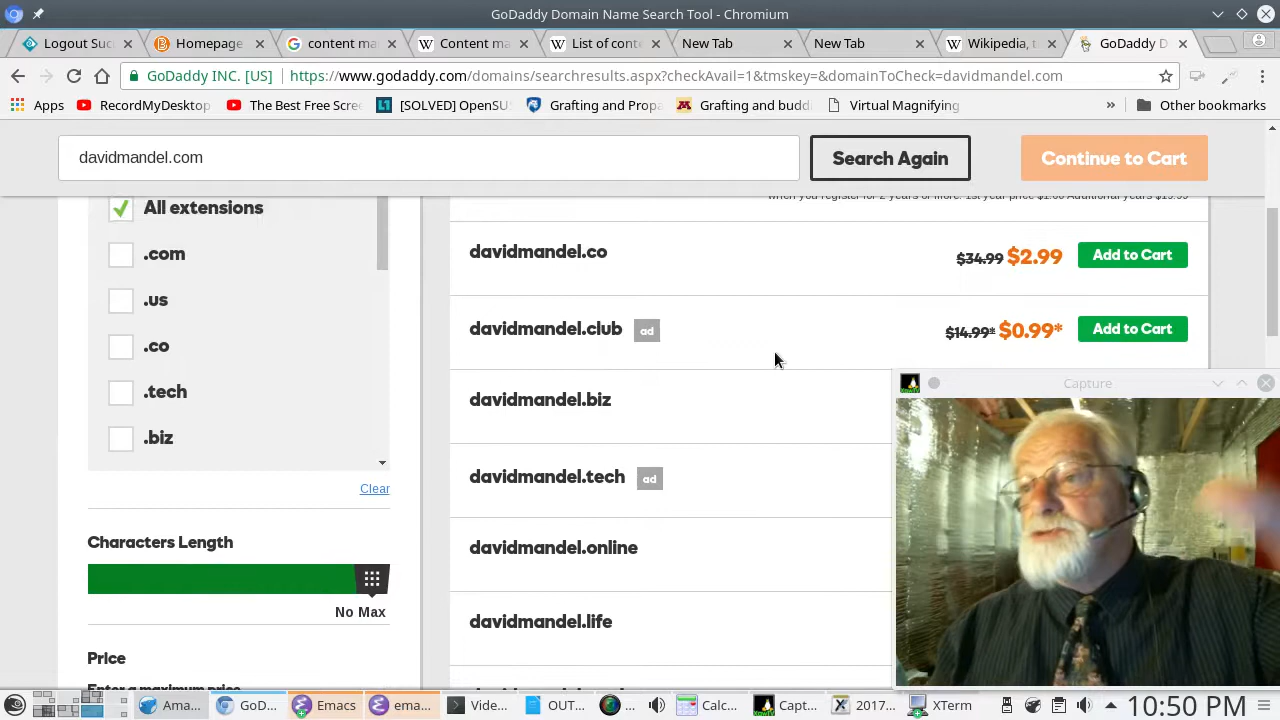 GoDaddy Domain Name Search Tool - Chromium
Logout Suc
Homepage
content ma
Content ma
List of cont
New Tab
New Tab
Wikipedia, t
GoDaddy D
GoDaddy INC. [US]
https://www.godaddy.com/domains/searchresults.aspx?checkAvail=1&tmskey=&domainToCheck=davidmandel.com
Apps
RecordMyDesktop
The Best Free Scre
[SOLVED] OpenSUS
Grafting and Propa
Grafting and buddi
Virtual Magnifying
»
Other bookmarks
davidmandel.com
Search Again
Continue to Cart
when you register for 2 years or more. 1st year price $1.00 Additional years $19.99
All extensions
.com
.us
.co
.tech
.biz
Clear
Characters Length
No Max
Price
Enter a maximum price
davidmandel.co
$34.99 $2.99
Add to Cart
davidmandel.club
ad
$14.99* $0.99*
Add to Cart
davidmandel.biz
davidmandel.tech
ad
davidmandel.online
davidmandel.life
Capture
Ama...
GoD...
Emacs
ema...
Vide...
OUT...
...
Calc...
Capt...
2017...
XTerm
10:50 PM